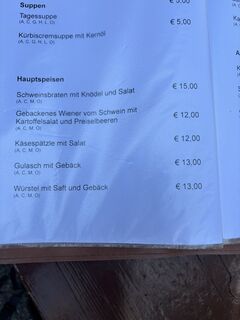 Suppen
Tagessuppe € 5,00
(A, C, G, H, L, O)
Kürbiscremsuppe mit Kernöl € 5,00
(A, C, G, H, L, O)
Hauptspeisen
Schweinsbraten mit Knödel und Salat € 15,00
(A, C, M, O)
Gebackenes Wiener vom Schwein mit € 12,00
Kartoffelsalat und Preiselbeeren
(A, C, M, O)
Käsespätzle mit Salat € 12,00
(A, C, M, O)
Gulasch mit Gebäck € 13,00
(A, C, M, O)
Würstel mit Saft und Gebäck € 13,00
(A, C, M, O)